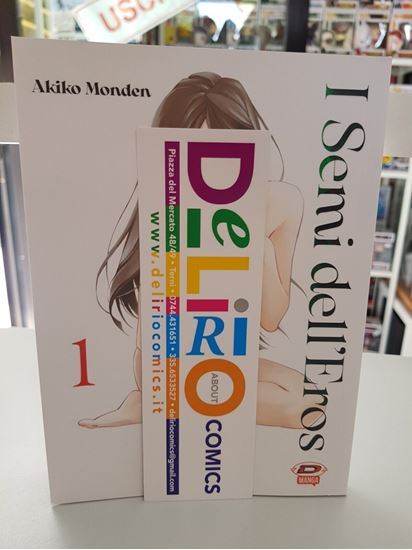 USC
Akiko Monden
I Semi dell'Eros
1
DeLiRiO
ABOUT
COMICS
Piazza del Mercato 48/49 • Terni • 0744.431651 • 335.6533527 • deliriocomics@gmail.com
www.deliriocomics.it
D
MANGA